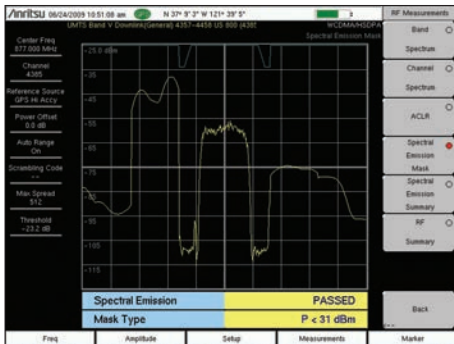 Anritsu 06/24/2009 10:51:08 am N 37° 9' 3" W 121° 39' 5"
UMTS Band V Downlink(General) 4357-4458 US 800 (4385
WCDMA/HSDPA
Spectral Emission Mask
Center Freq
877.000 MHz
Channel
4385
Reference Source
GPS Hi Accy
Power Offset
0.0 dB
Auto Range
On
Scrambling Code
--
Max Spread
512
Threshold
-23.2 dB
-25.0 dBm
-35
-45
-55
-65
-75
-85
-95
-105
-115
Spectral Emission PASSED
Mask Type P < 31 dBm
RF Measurements
Band
Spectrum
Channel
Spectrum
ACLR
Spectral
Emission
Mask
Spectral
Emission
Summary
RF
Summary
Back
Freq Amplitude Setup Measurements Marker